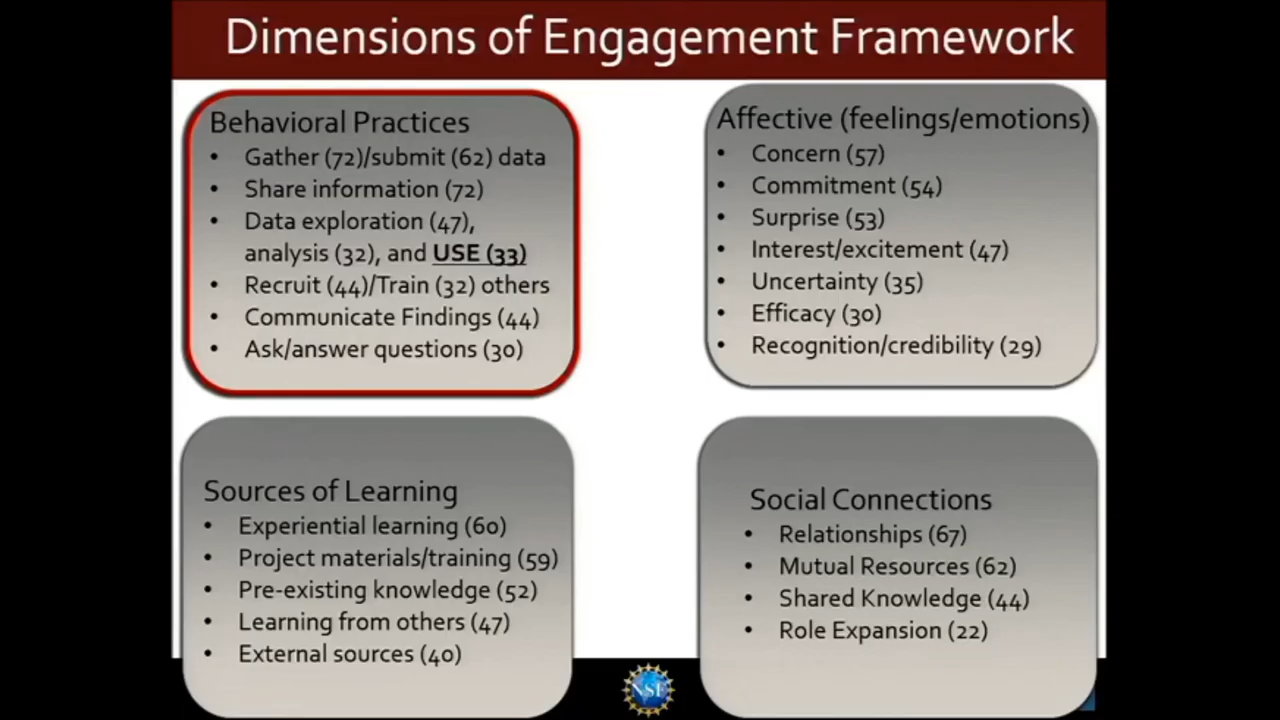 Dimensions of Engagement Framework
Behavioral Practices
• Gather (72)/submit (62) data
• Share information (72)
• Data exploration (47),
analysis (32), and USE (33)
• Recruit (44)/Train (32) others
• Communicate Findings (44)
• Ask/answer questions (30)
Affective (feelings/emotions)
• Concern (57)
• Commitment (54)
• Surprise (53)
• Interest/excitement (47)
• Uncertainty (35)
• Efficacy (30)
• Recognition/credibility (29)
Sources of Learning
• Experiential learning (60)
• Project materials/training (59)
• Pre-existing knowledge (52)
• Learning from others (47)
• External sources (40)
Social Connections
• Relationships (67)
• Mutual Resources (62)
• Shared Knowledge (44)
• Role Expansion (22)
NSF